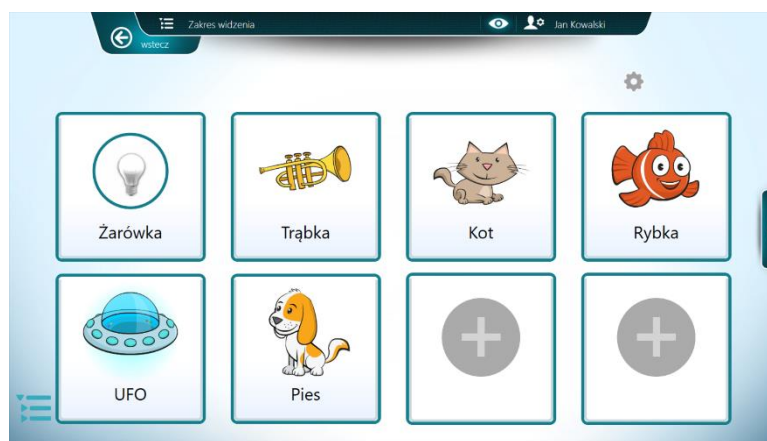 Zakres widzenia
Jan Kowalski
wstecz
Żarówka
Trąbka
Kot
Rybka
UFO
Pies